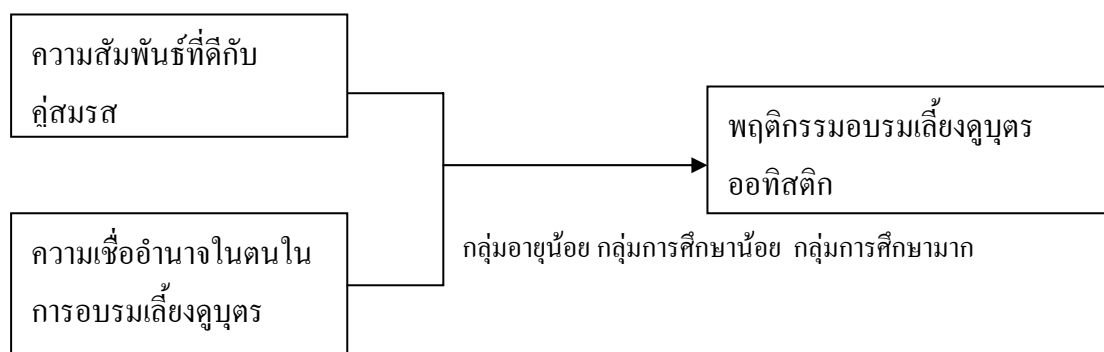 ความสัมพันธ์ที่ดีกับ
คู่สมรส
พฤติกรรมอบรมเลี้ยงดูบุตร
ออทิสติก
ความเชื่ออำนาจในตนใน
การอบรมเลี้ยงดูบุตร
กลุ่มอายุน้อย กลุ่มการศึกษาน้อย กลุ่มการศึกษามาก